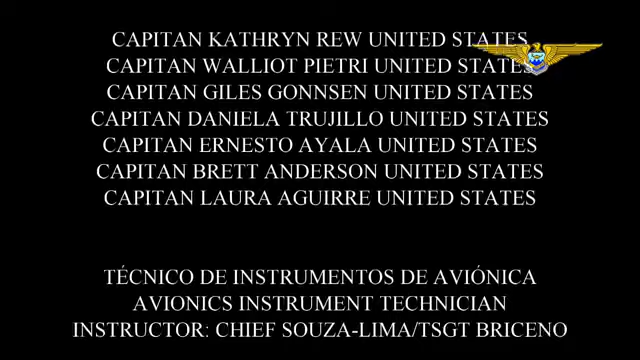 CAPITAN KATHRYN REW UNITED STATES
CAPITAN WALLIOT PIETRI UNITED STATES
CAPITAN GILES GONNSEN UNITED STATES
CAPITAN DANIELA TRUJILLO UNITED STATES
CAPITAN ERNESTO AYALA UNITED STATES
CAPITAN BRETT ANDERSON UNITED STATES
CAPITAN LAURA AGUIRRE UNITED STATES
TÉCNICO DE INSTRUMENTOS DE AVIÓNICA
AVIONICS INSTRUMENT TECHNICIAN
INSTRUCTOR: CHIEF SOUZA-LIMA/TSGT BRICENO